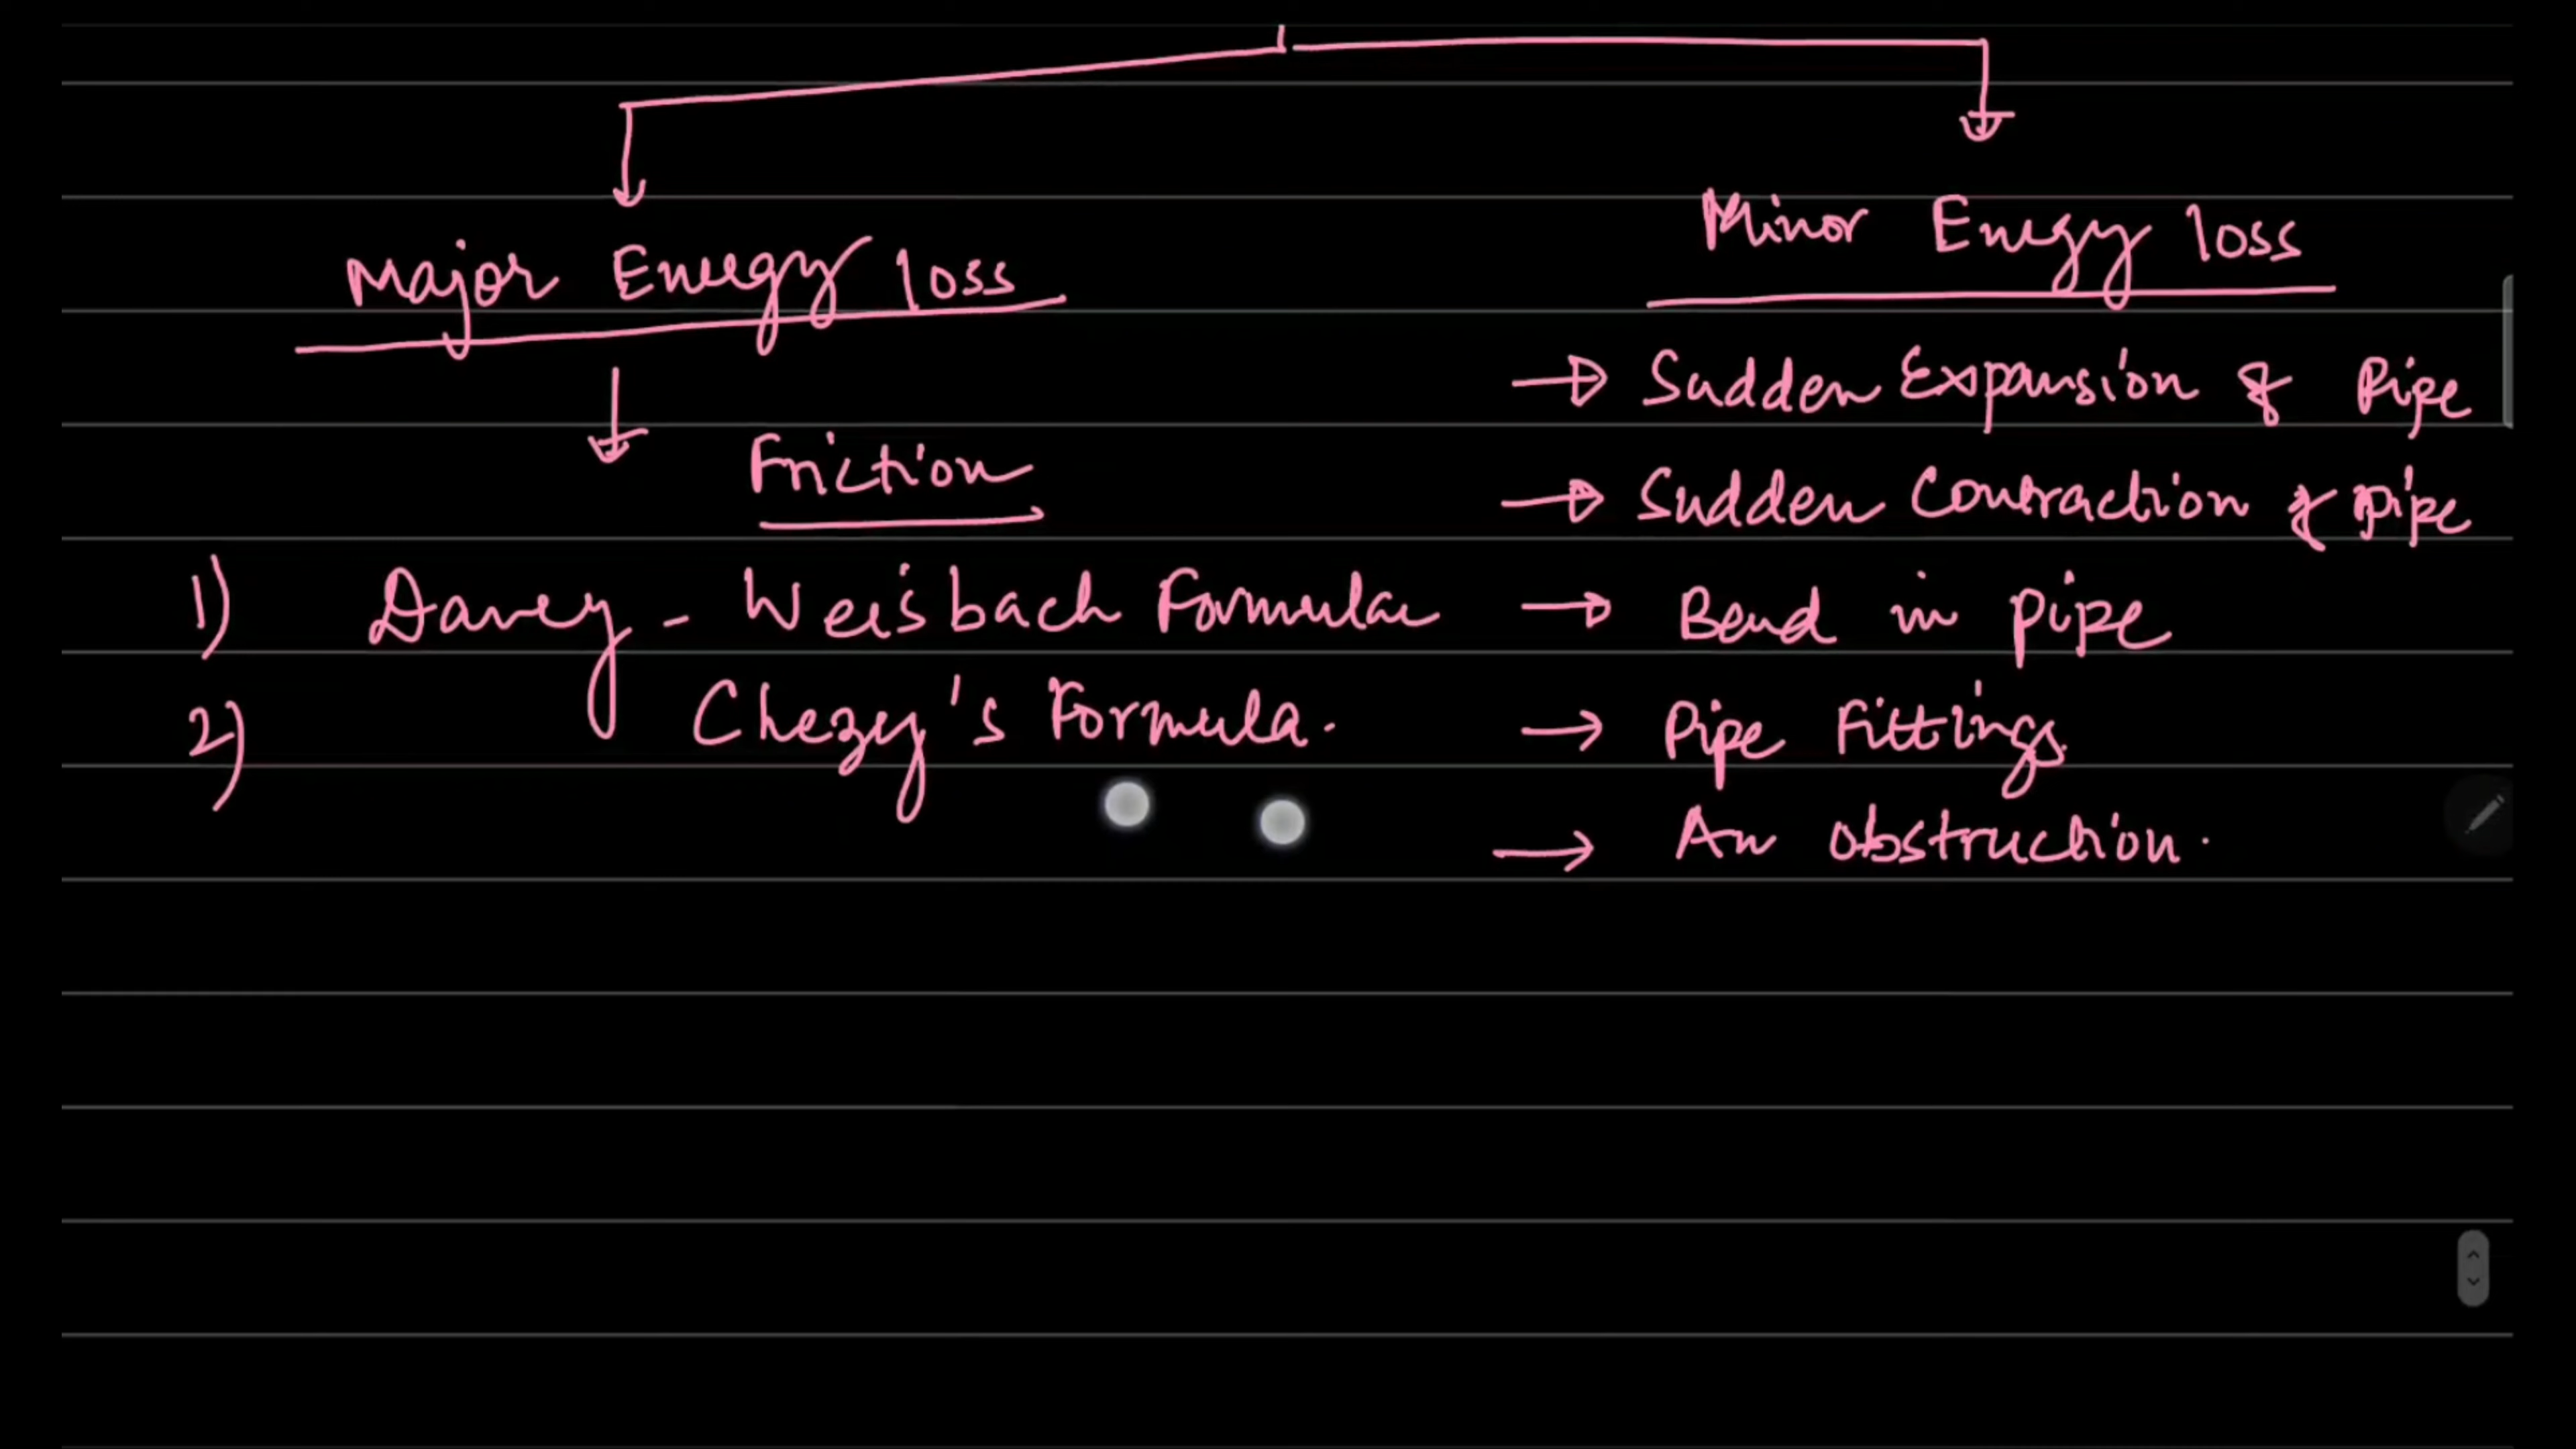 Major Energy loss
Friction
1) Darcy - Weisbach Formula
2) Chezy's Formula.
Minor Energy loss
→ Sudden Expansion of Pipe
→ Sudden Contraction of pipe
→ Bend in pipe
→ Pipe Fittings.
→ An obstruction.